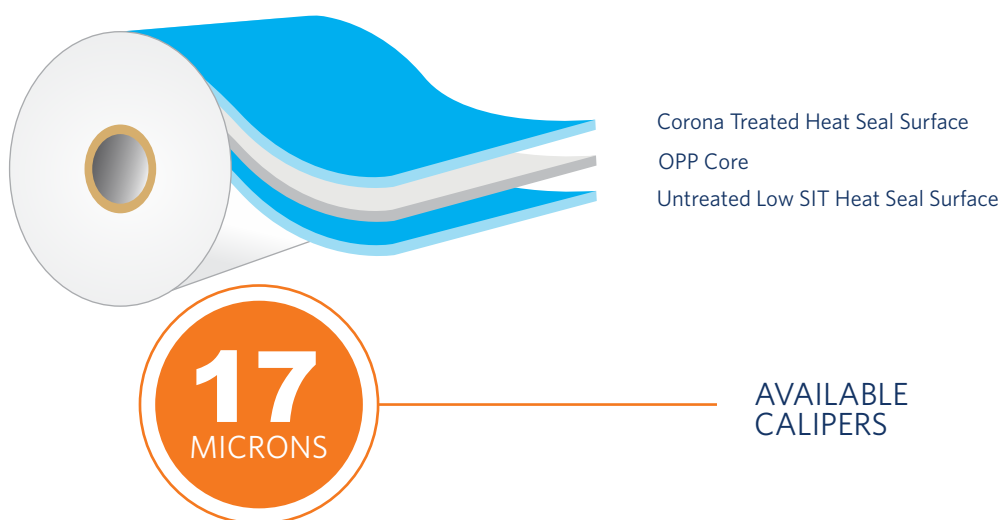 Corona Treated Heat Seal Surface
OPP Core
Untreated Low SIT Heat Seal Surface
17
MICRONS
AVAILABLE
CALIPERS